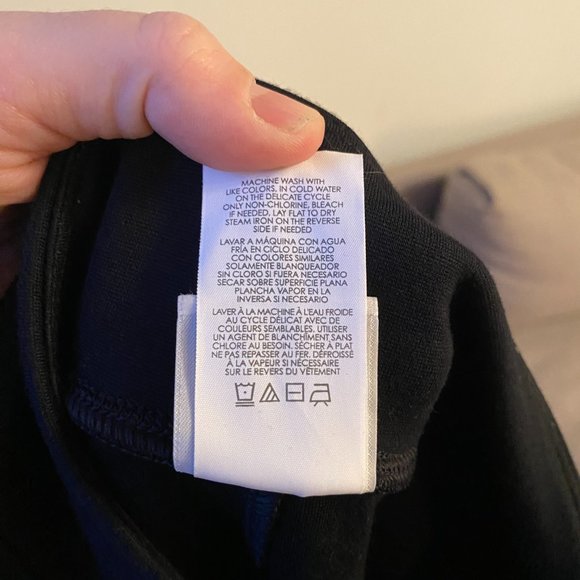 MACHINE WASH WITH
LIKE COLORS, IN COLD WATER
ON THE DELICATE CYCLE
ONLY NON-CHLORINE, BLEACH
IF NEEDED, LAY FLAT TO DRY
STEAM IRON ON THE REVERSE
SIDE IF NEEDED
LAVAR A MÁQUINA CON AGUA
FRÍA EN CICLO DELICADO
CON COLORES SIMILARES
SOLAMENTE BLANQUEADOR
SIN CLORO SI FUERA NECESARIO
SECAR SOBRE SUPERFICIE PLANA
PLANCHA VAPOR EN LA
INVERSA SI NECESARIO
LAVER À LA MACHINE À L'EAU FROIDE
AU CYCLE DÉLICAT AVEC DE
COULEURS SEMBLABLES. UTILISER
UN AGENT DE BLANCHIMENT SANS
CHLORE AU BESOIN. SÉCHER À PLAT
NE PAS REPASSER AU FER. DÉFROISSÉ
À LA VAPEUR SI NÉCESSAIRE
SUR LE REVERS DU VÊTEMENT